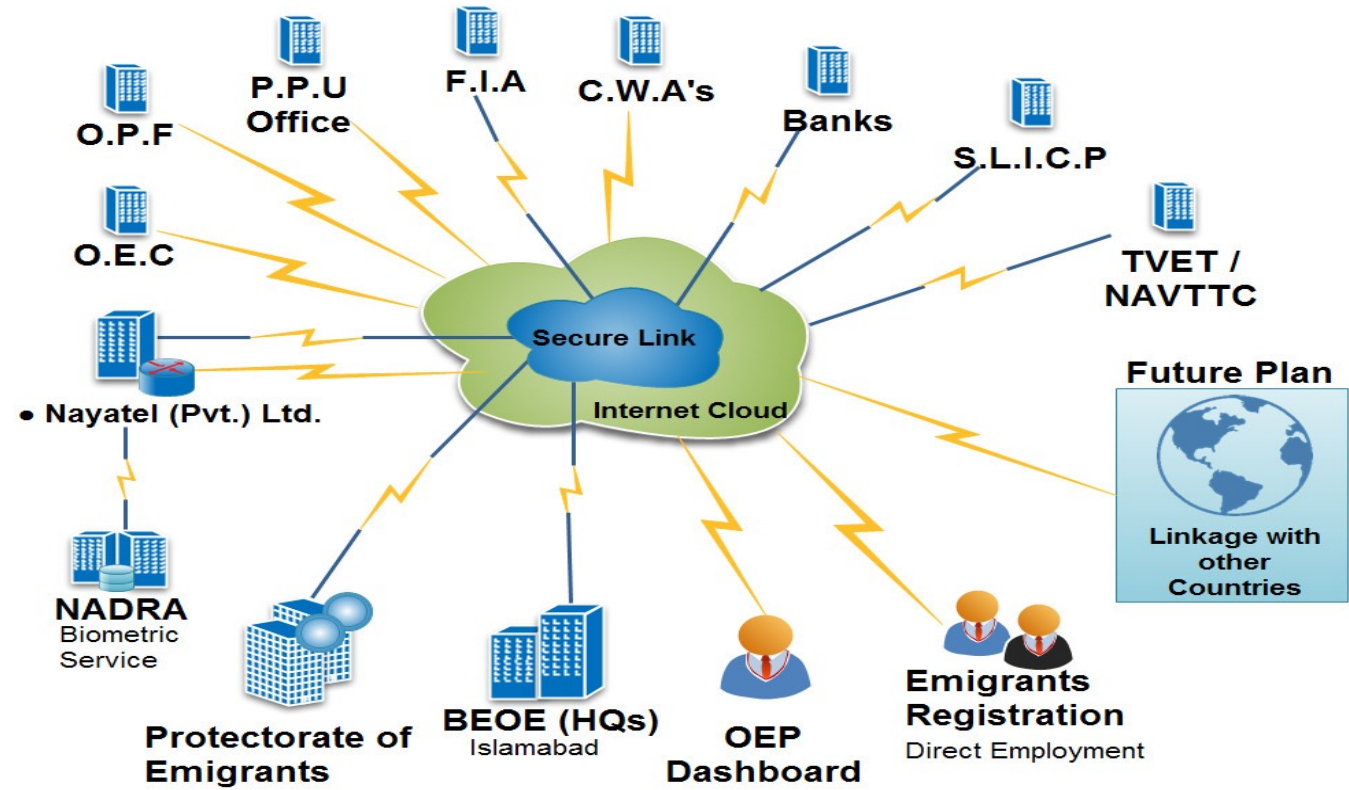 F.I.A
P.P.U
Office
C.W.A's
O.P.F
Banks
S.L.I.C.P
O.E.C
TVET /
NAVTTC
Secure Link
Internet Cloud
Future Plan
• Nayatel (Pvt.) Ltd.
Linkage with
other
Countries
NADRA
Biometric
Service
Protectorate of
Emigrants
BEOE (HQs)
Islamabad
OEP
Dashboard
Emigrants
Registration
Direct Employment